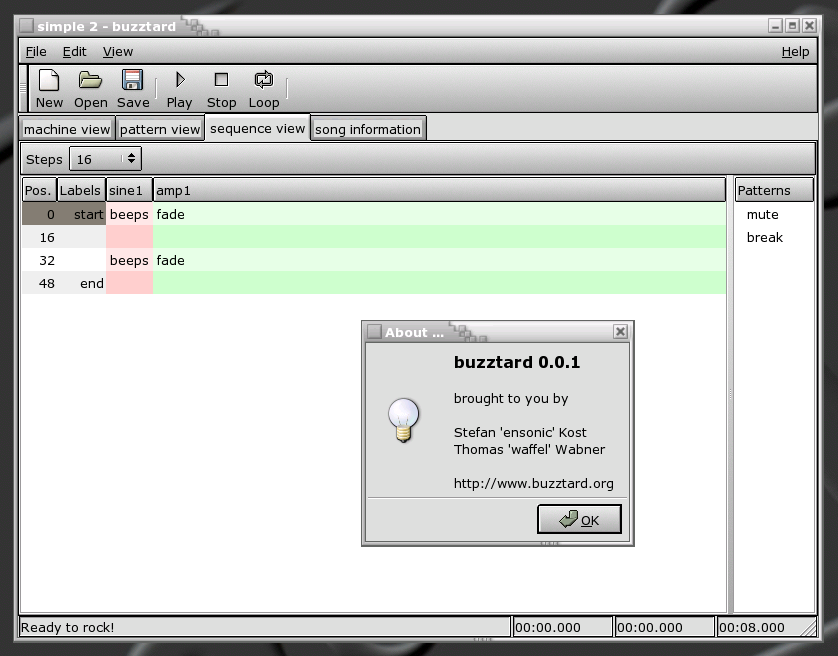 simple 2 - buzztard
File Edit View Help
New Open Save Play Stop Loop
machine view pattern view sequence view song information
Steps 16
Pos. Labels sine1 amp1 Patterns
0 start beeps fade mute
16 break
32 beeps fade
48 end
About ...
buzztard 0.0.1
brought to you by
Stefan 'ensonic' Kost
Thomas 'waffel' Wabner
http://www.buzztard.org
OK
Ready to rock! 00:00.000 00:00.000 00:08.000